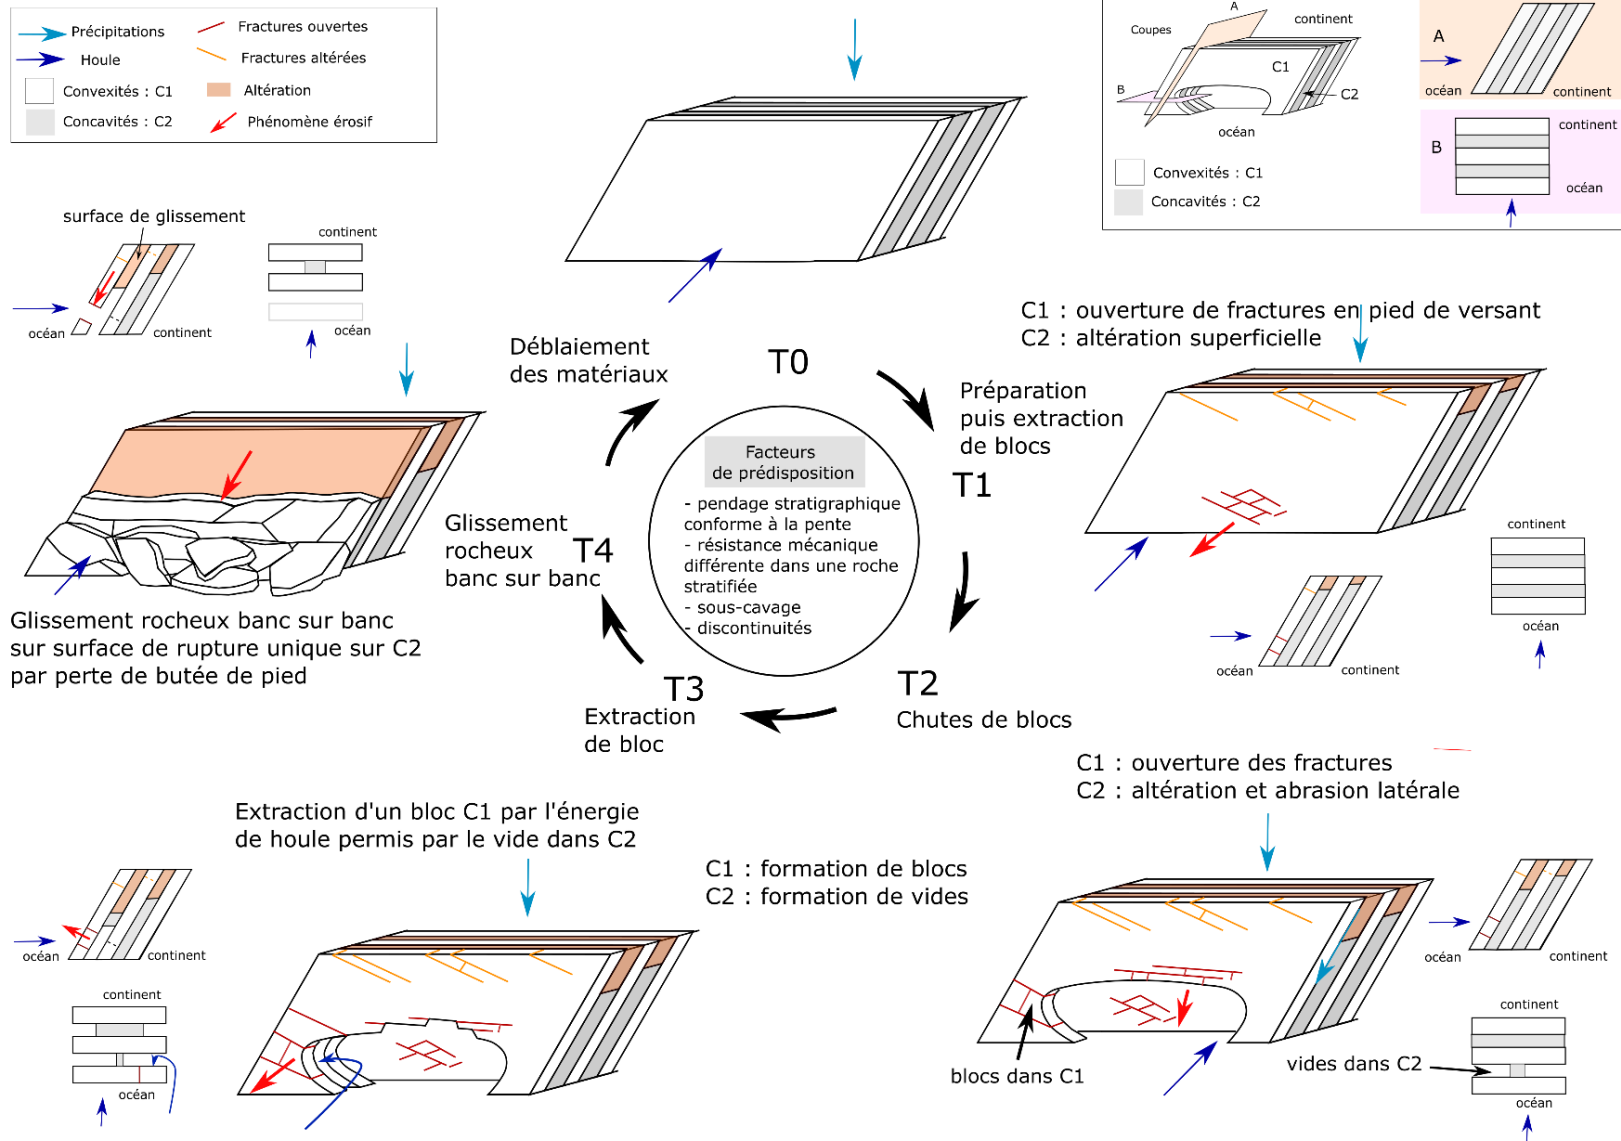 Précipitations
Houle
Convexités : C1
Concavités : C2
Fractures ouvertes
Fractures altérées
Altération
Phénomène érosif
A
Coupes
continent
C1
B
C2
océan
Convexités : C1
Concavités : C2
A
océan
continent
continent
B
océan
surface de glissement
océan
continent
continent
océan
Déblaiement
des matériaux
T0
C1 : ouverture de fractures en pied de versant
C2 : altération superficielle
Préparation
puis extraction
de blocs
T1
océan
continent
océan
Facteurs
de prédisposition
- pendage stratigraphique
conforme à la pente
- résistance mécanique
différente dans une roche
stratifiée
- sous-cavage
- discontinuités
Glissement
rocheux
banc sur banc
T4
Glissement rocheux banc sur banc
sur surface de rupture unique sur C2
par perte de butée de pied
T3
Extraction
de bloc
T2
Chutes de blocs
C1 : ouverture des fractures
C2 : altération et abrasion latérale
Extraction d'un bloc C1 par l'énergie
de houle permis par le vide dans C2
C1 : formation de blocs
C2 : formation de vides
océan
continent
continent
océan
blocs dans C1
vides dans C2
océan
continent
continent
océan